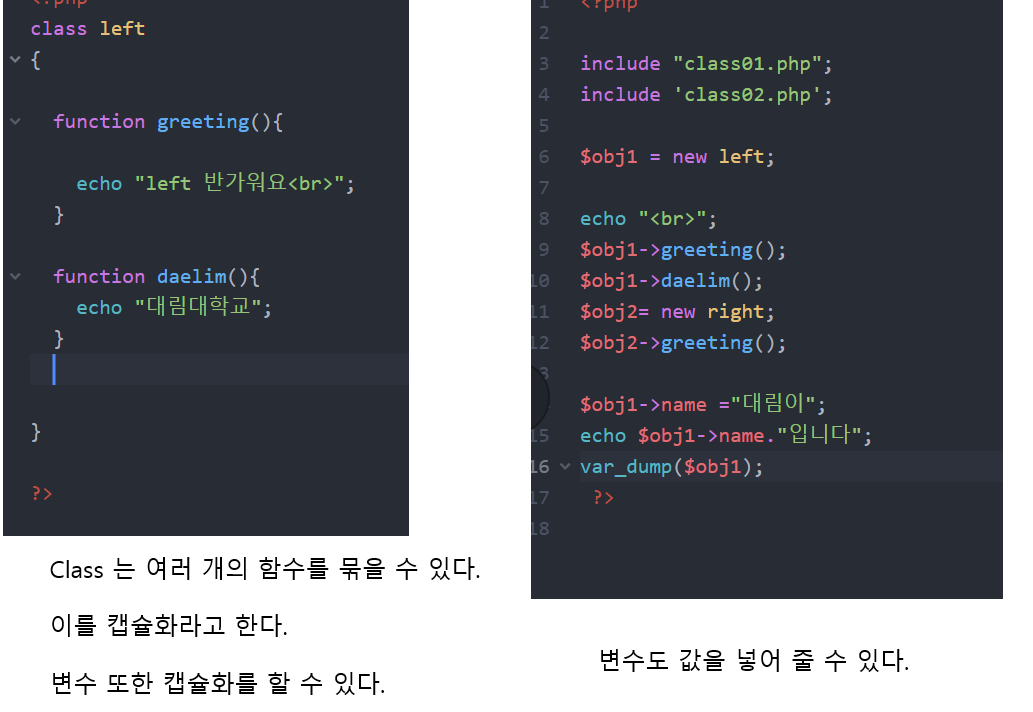 <?php
class left
{
function greeting(){
echo "left 반가워요<br>";
}
function daelim(){
echo "대림대학교";
}
}
?>
Class 는 여러 개의 함수를 묶을 수 있다.
이를 캡슐화라고 한다.
변수 또한 캡슐화를 할 수 있다.
1 <?php
2
3 include "class01.php";
4 include 'class02.php';
5
6 $obj1 = new left;
7
8 echo "<br>";
9 $obj1->greeting();
10 $obj1->daelim();
11 $obj2= new right;
12 $obj2->greeting();
3
$obj1->name ="대림이";
15 echo $obj1->name."입니다";
16 var_dump($obj1);
17 ?>
18
변수도 값을 넣어 줄 수 있다.